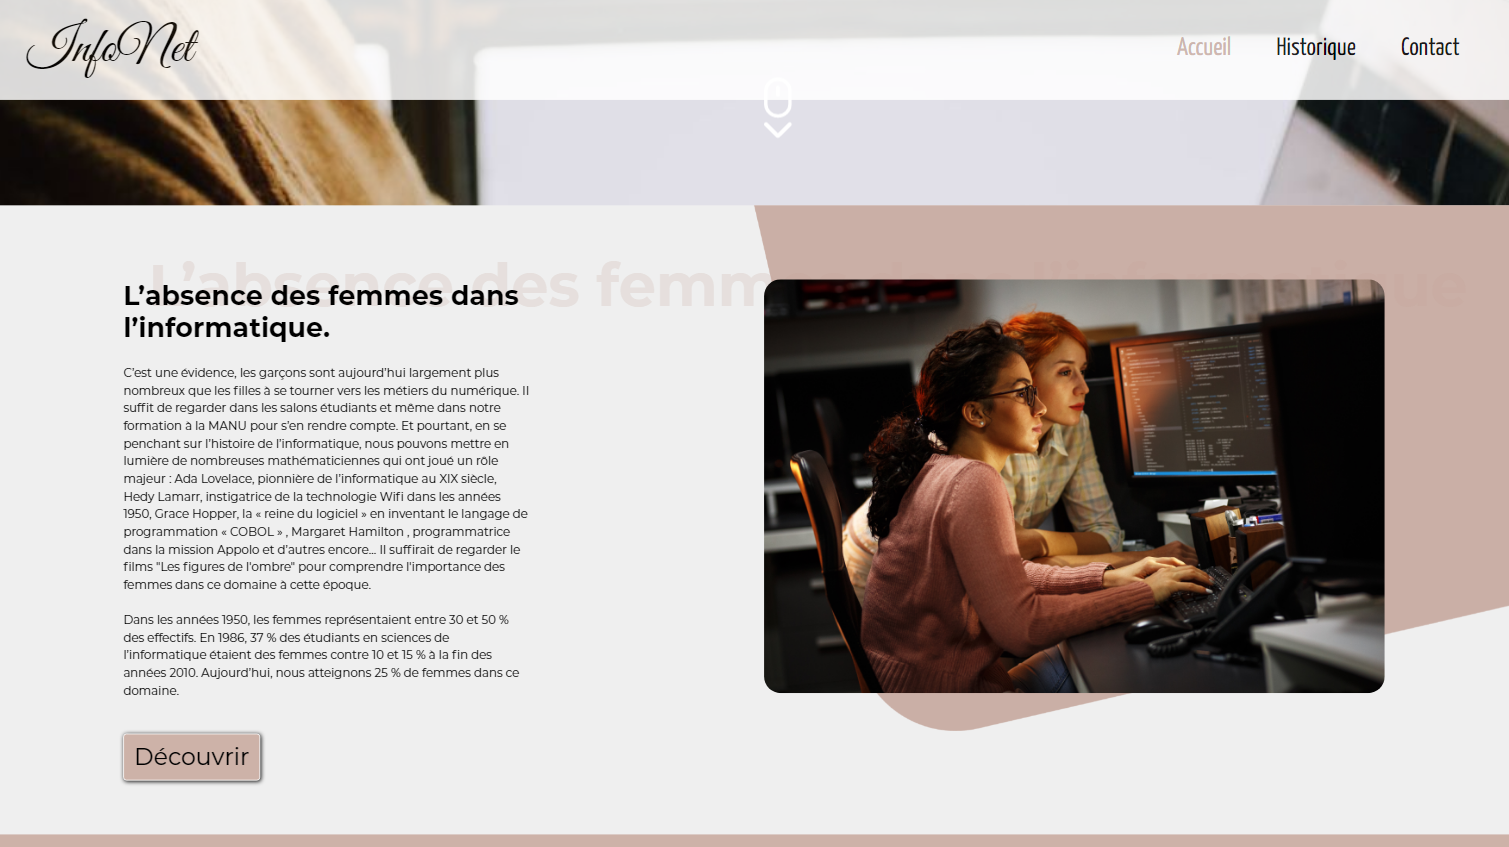 InfoNet
Accueil
Historique
Contact
L’absence des femm
ue
L’absence des femmes dans
l’informatique.
C’est une évidence, les garçons sont aujourd’hui largement plus
nombreux que les filles à se tourner vers les métiers du numérique. Il
suffit de regarder dans les salons étudiants et même dans notre
formation à la MANU pour s’en rendre compte. Et pourtant, en se
penchant sur l’histoire de l’informatique, nous pouvons mettre en
lumière de nombreuses mathématiciennes qui ont joué un rôle
majeur : Ada Lovelace, pionnière de l’informatique au XIX siècle,
Hedy Lamarr, instigatrice de la technologie Wifi dans les années
1950, Grace Hopper, la « reine du logiciel » en inventant le langage de
programmation « COBOL » , Margaret Hamilton , programmatrice
dans la mission Appolo et d’autres encore... Il suffirait de regarder le
films "Les figures de l'ombre" pour comprendre l'importance des
femmes dans ce domaine à cette époque.
Dans les années 1950, les femmes représentaient entre 30 et 50 %
des effectifs. En 1986, 37 % des étudiants en sciences de
l’informatique étaient des femmes contre 10 et 15 % à la fin des
années 2010. Aujourd’hui, nous atteignons 25 % de femmes dans ce
domaine.
Découvrir